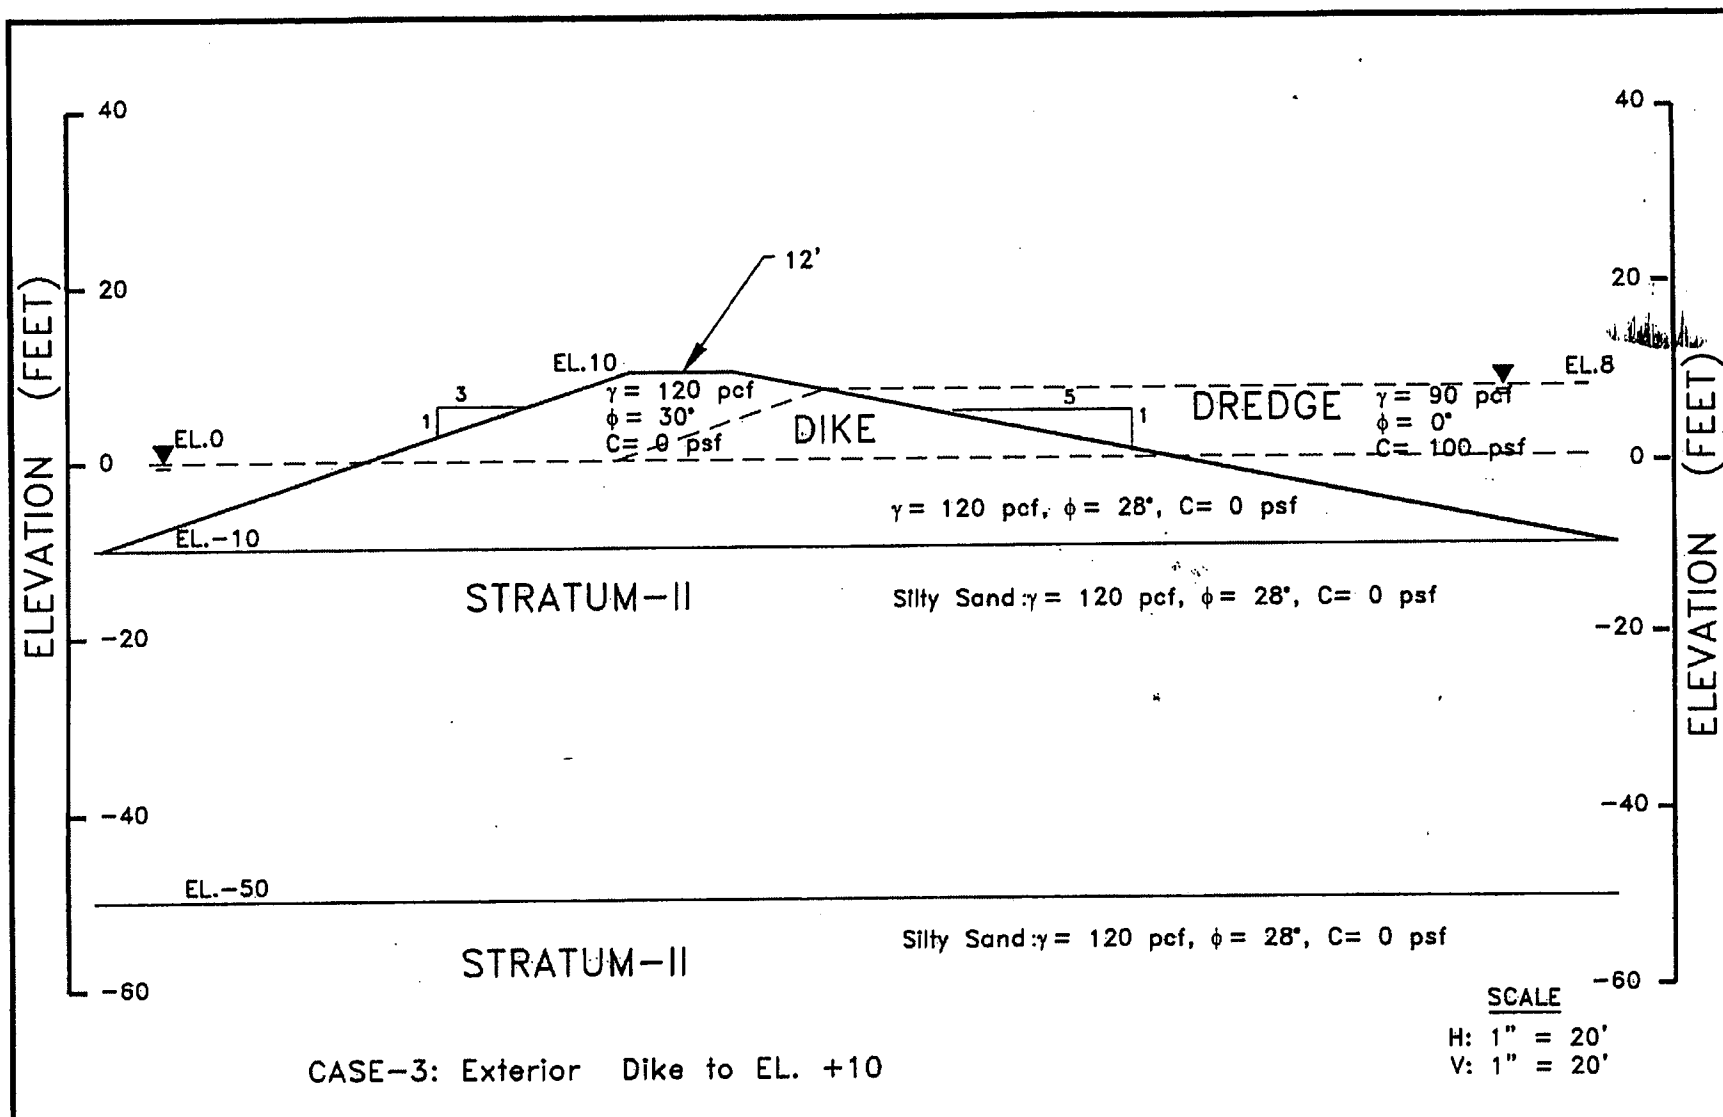 40
40
ELEVATION (FEET)
ELEVATION (FEET)
12'
20
20
EL.10
EL.8
γ = 120 pcf
ϕ = 30°
C= 0 psf
3
1
DIKE
5
1
DREDGE
γ = 90 pcf
ϕ = 0°
C= 100 psf
EL.0
0
0
γ = 120 pcf, ϕ = 28°, C= 0 psf
EL.-10
STRATUM-II
Silty Sand:γ = 120 pcf, ϕ = 28°, C= 0 psf
-20
-20
-40
-40
EL.-50
STRATUM-II
Silty Sand:γ = 120 pcf, ϕ = 28°, C= 0 psf
-60
-60
SCALE
H: 1" = 20'
V: 1" = 20'
CASE-3: Exterior Dike to EL. +10